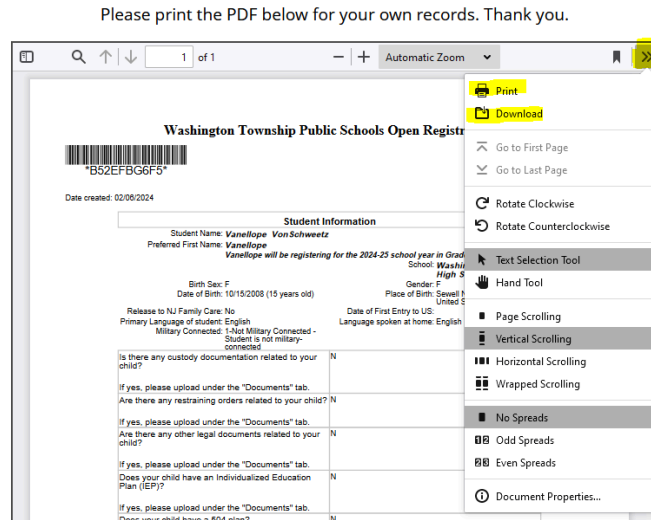 Please print the PDF below for your own records. Thank you.
1 of 1
Automatic Zoom
Print
Download
Go to First Page
Go to Last Page
Rotate Clockwise
Rotate Counterclockwise
Text Selection Tool
Hand Tool
Page Scrolling
Vertical Scrolling
Horizontal Scrolling
Wrapped Scrolling
No Spreads
Odd Spreads
Even Spreads
Document Properties...
Washington Township Public Schools Open Registr
*B52EFBG6F5*
Date created: 02/06/2024
Student Information
Student Name: Vanellope VonSchweetz
Preferred First Name: Vanellope
Vanellope will be registering for the 2024-25 school year in Grad
School: Washi
High S
Birth Sex: F
Gender: F
Date of Birth: 10/15/2008 (15 years old)
Place of Birth: Sewell N
United S
Release to NJ Family Care: No
Date of First Entry to US:
Primary Language of student: English
Language spoken at home: English
Military Connected: 1-Not Military Connected -
Student is not military-
connected
Is there any custody documentation related to your N
child?
If yes, please upload under the "Documents" tab.
Are there any restraining orders related to your child? N
If yes, please upload under the "Documents" tab.
Are there any other legal documents related to your N
child?
If yes, please upload under the "Documents" tab.
Does your child have an Individualized Education N
Plan (IEP)?
If yes, please upload under the "Documents" tab.
Does your child have a 504 plan? N